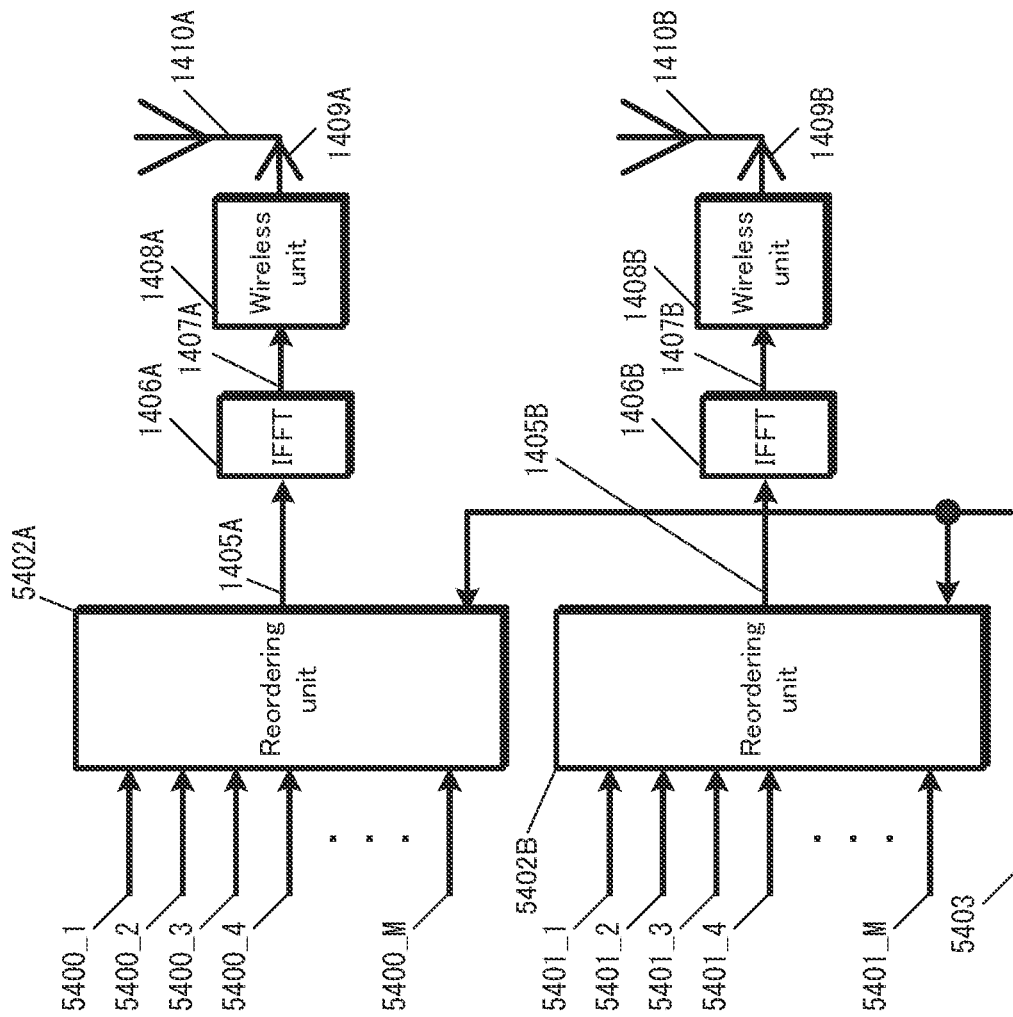 5400_1
5400_2
5400_3
5400_4
5400_M
5402A
Reordering
unit
1405A
1406A
IFFT
1407A
1408A
Wireless
unit
1409A
1410A
5401_1
5401_2
5401_3
5401_4
5401_M
5402B
Reordering
unit
1405B
1406B
IFFT
1407B
1408B
Wireless
unit
1409B
1410B
5403